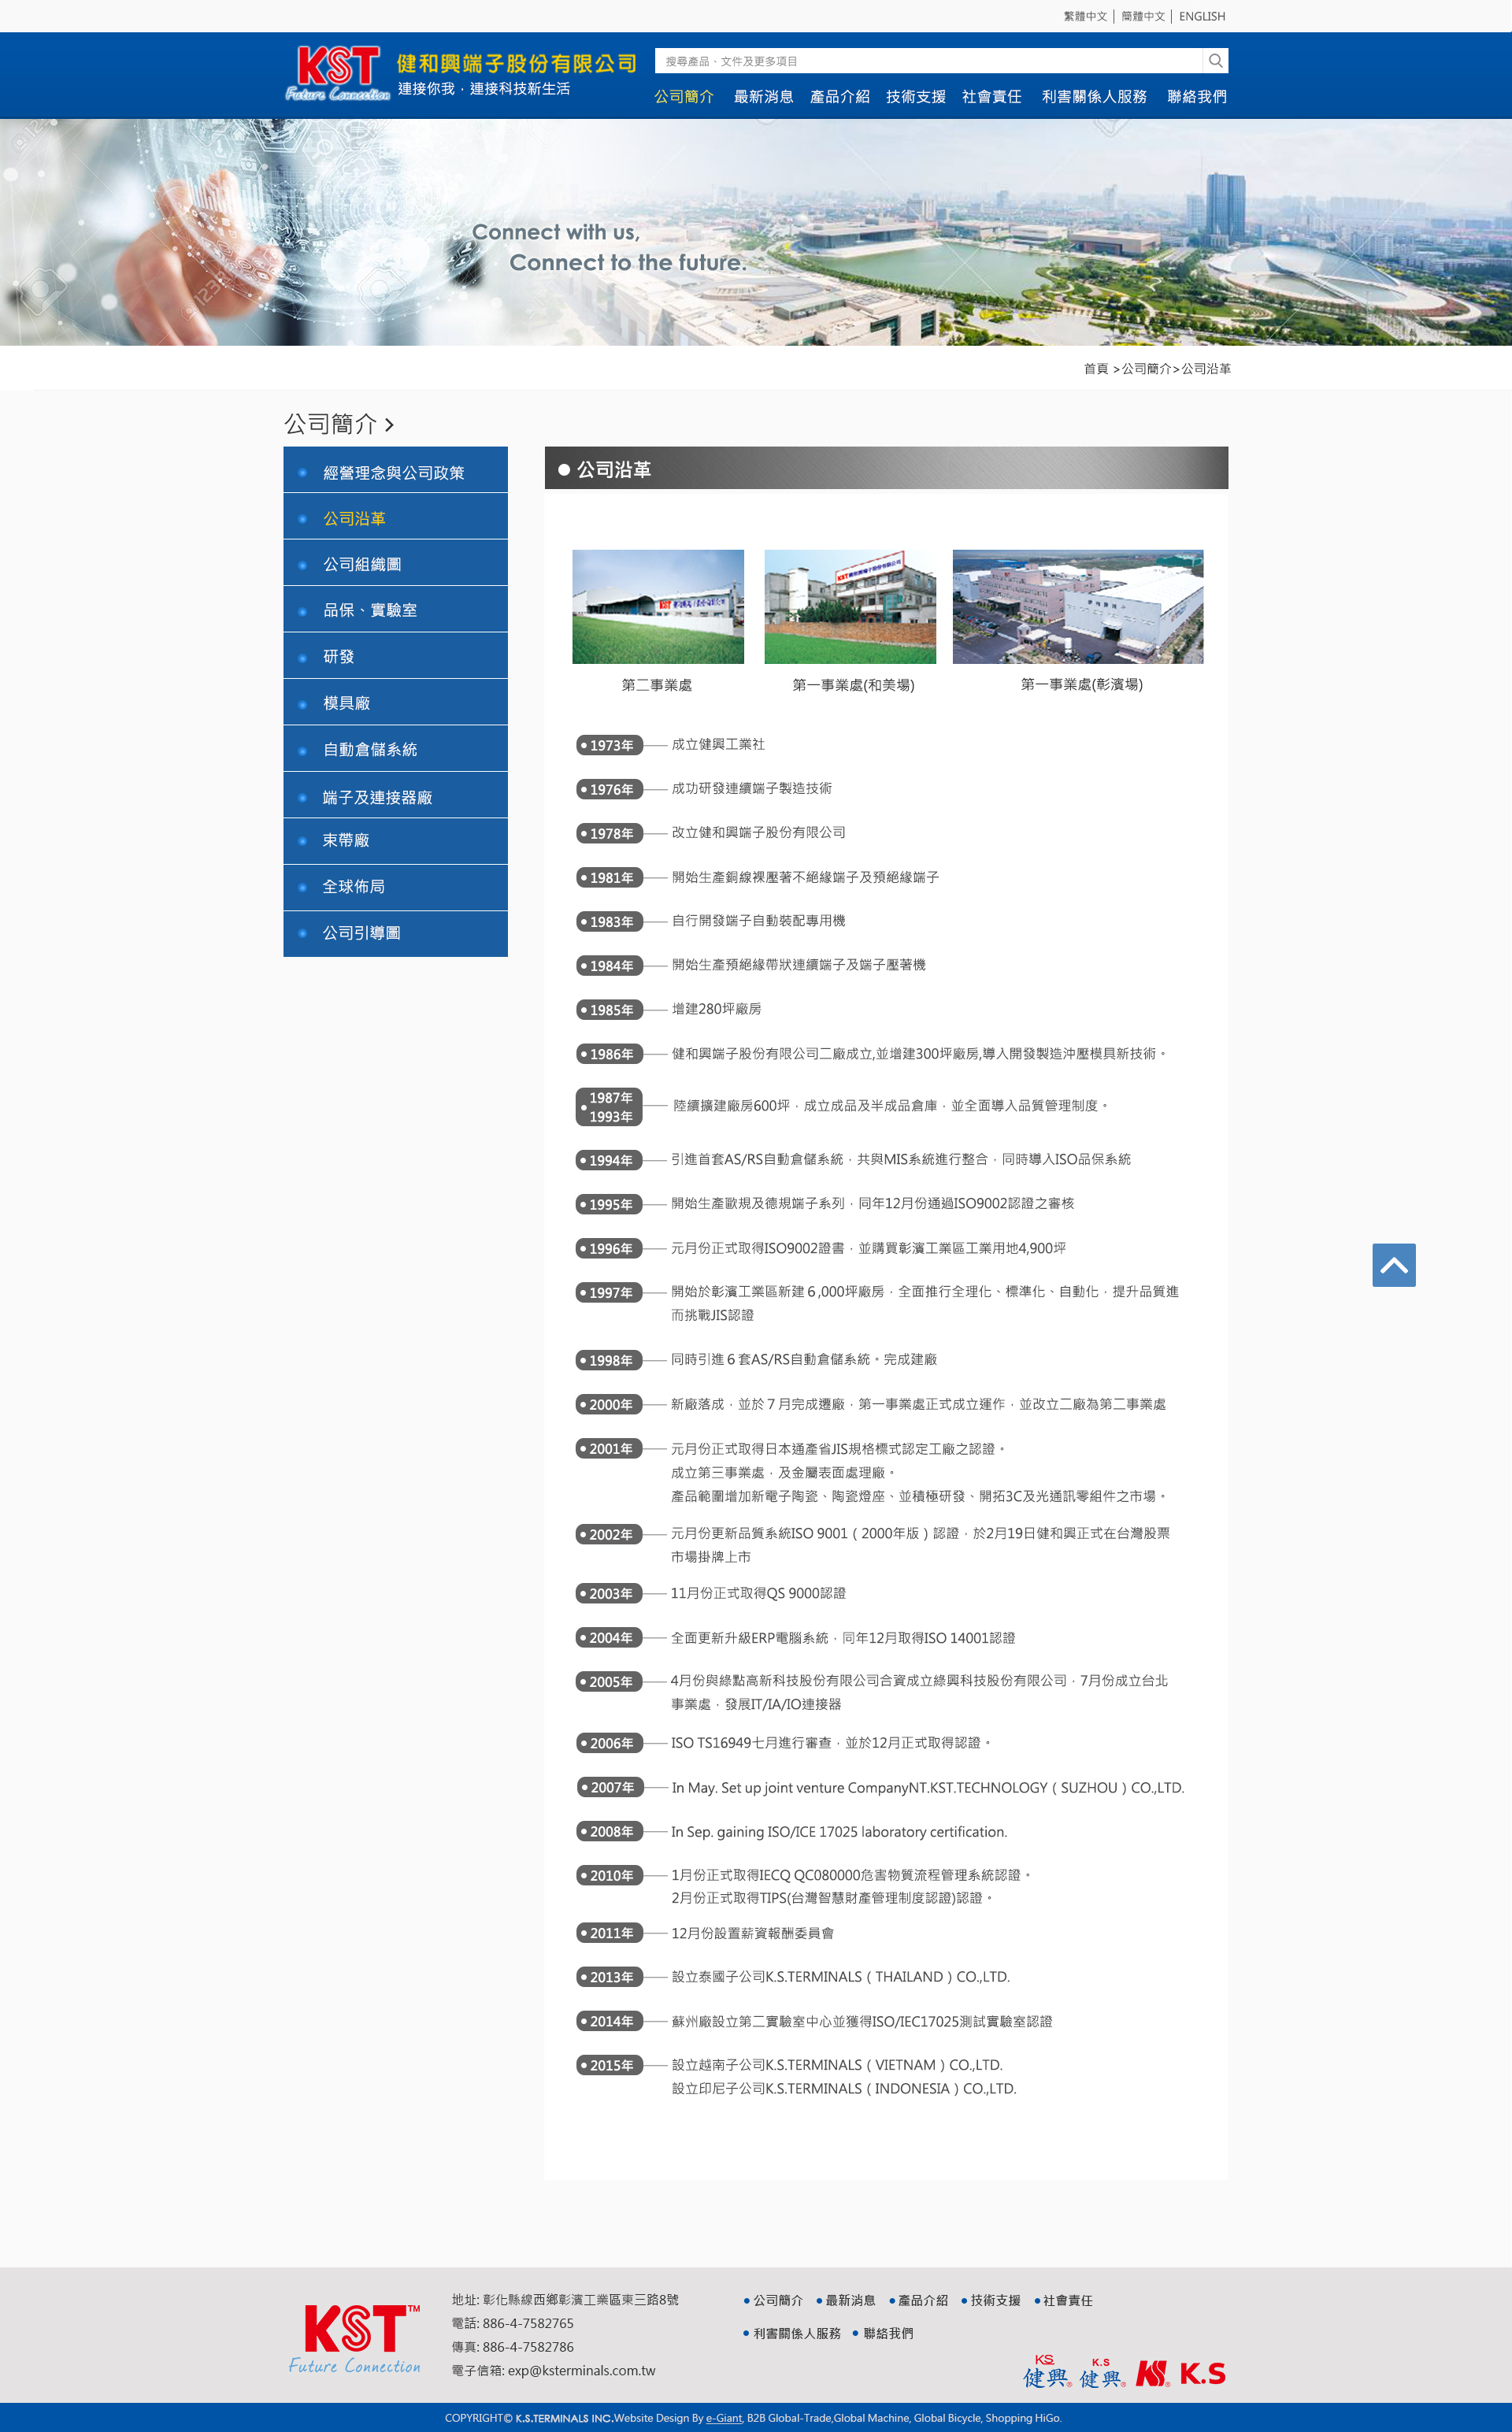 繁體中文 │ 簡體中文 │ ENGLISH
KST
Future Connection
健和興端子股份有限公司
連接你我，連接科技新生活
搜尋產品、文件及更多項目
公司簡介 最新消息 產品介紹 技術支援 社會責任 利害關係人服務 聯絡我們
Connect with us,
Connect to the future.
首頁 >公司簡介>公司沿革
公司簡介 >
經營理念與公司政策
公司沿革
公司組織圖
品保、實驗室
研發
模具廠
自動倉儲系統
端子及連接器廠
束帶廠
全球佈局
公司引導圖
● 公司沿革
第二事業處
第一事業處(和美場)
第一事業處(彰濱場)
1973年 成立健興工業社
1976年 成功研發連續端子製造技術
1978年 改立健和興端子股份有限公司
1981年 開始生產銅線裸壓著不絕緣端子及預絕緣端子
1983年 自行開發端子自動裝配專用機
1984年 開始生產預絕緣帶狀連續端子及端子壓著機
1985年 增建280坪廠房
1986年 健和興端子股份有限公司二廠成立,並增建300坪廠房,導入開發製造沖壓模具新技術。
1987年
1993年 陸續擴建廠房600坪，成立成品及半成品倉庫，並全面導入品質管理制度。
1994年 引進首套AS/RS自動倉儲系統，共與MIS系統進行整合，同時導入ISO品保系統
1995年 開始生產歐規及德規端子系列，同年12月份通過ISO9002認證之審核
1996年 元月份正式取得ISO9002證書，並購買彰濱工業區工業用地4,900坪
1997年 開始於彰濱工業區新建６,000坪廠房，全面推行全理化、標準化、自動化，提升品質進
而挑戰JIS認證
1998年 同時引進６套AS/RS自動倉儲系統。完成建廠
2000年 新廠落成，並於７月完成遷廠，第一事業處正式成立運作，並改立二廠為第二事業處
2001年 元月份正式取得日本通產省JIS規格標式認定工廠之認證。
成立第三事業處，及金屬表面處理廠。
產品範圍增加新電子陶瓷、陶瓷燈座、並積極研發、開拓3C及光通訊零組件之市場。
2002年 元月份更新品質系統ISO 9001（2000年版）認證，於2月19日健和興正式在台灣股票
市場掛牌上市
2003年 11月份正式取得QS 9000認證
2004年 全面更新升級ERP電腦系統，同年12月取得ISO 14001認證
2005年 4月份與綠點高新科技股份有限公司合資成立綠興科技股份有限公司，7月份成立台北
事業處，發展IT/IA/IO連接器
2006年 ISO TS16949七月進行審查，並於12月正式取得認證。
2007年 In May. Set up joint venture CompanyNT.KST.TECHNOLOGY（SUZHOU）CO.,LTD.
2008年 In Sep. gaining ISO/ICE 17025 laboratory certification.
2010年 1月份正式取得IECQ QC080000危害物質流程管理系統認證。
2月份正式取得TIPS(台灣智慧財產管理制度認證)認證。
2011年 12月份設置薪資報酬委員會
2013年 設立泰國子公司K.S.TERMINALS（THAILAND）CO.,LTD.
2014年 蘇州廠設立第二實驗室中心並獲得ISO/IEC17025測試實驗室認證
2015年 設立越南子公司K.S.TERMINALS（VIETNAM）CO.,LTD.
設立印尼子公司K.S.TERMINALS（INDONESIA）CO.,LTD.
KST™
Future Connection
地址: 彰化縣線西鄉彰濱工業區東三路8號
電話: 886-4-7582765
傳真: 886-4-7582786
電子信箱: exp@ksterminals.com.tw
公司簡介 最新消息 產品介紹 技術支援 社會責任
利害關係人服務 聯絡我們
KS 健興® K.S 健興® KS® K.S
COPYRIGHT© K.S.TERMINALS INC.Website Design By e-Giant, B2B Global-Trade,Global Machine, Global Bicycle, Shopping HiGo.